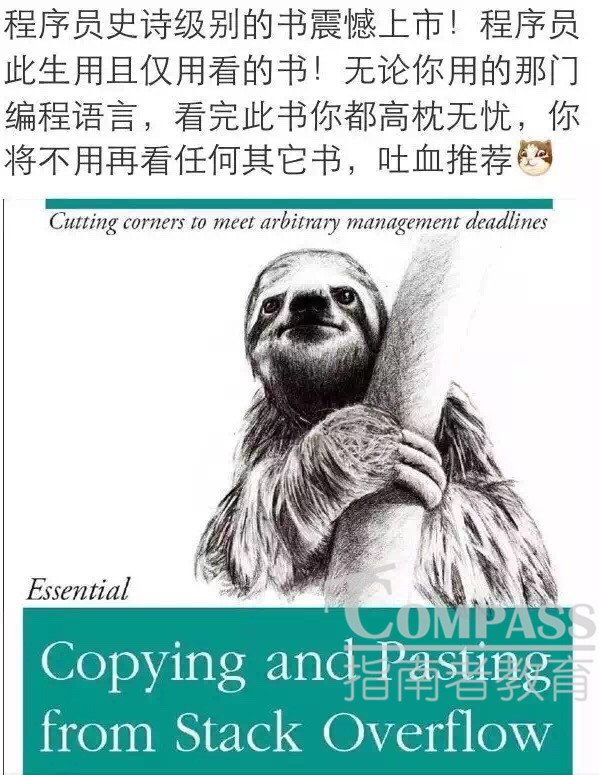 程序员史诗级别的书震憾上市！程序员
此生用且仅用看的书！无论你用的那门
编程语言，看完此书你都高枕无忧，你
将不用再看任何其它书，吐血推荐
Cutting corners to meet arbitrary management deadlines
Essential
COMPASS
Copying and Pasting
指南者教育
from Stack Overflow